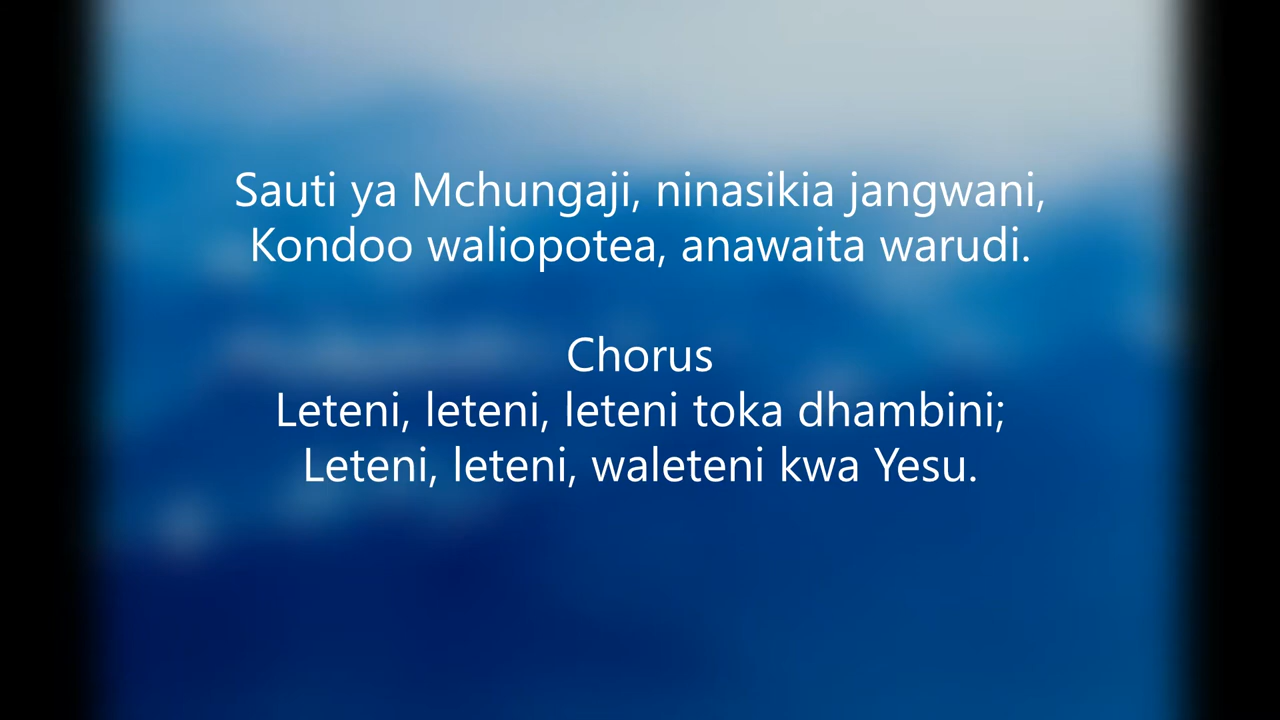 Sauti ya Mchungaji, ninasikia jangwani,
Kondoo waliopotea, anawaita warudi.
Chorus
Leteni, leteni, leteni toka dhambini;
Leteni, leteni, waleteni kwa Yesu.